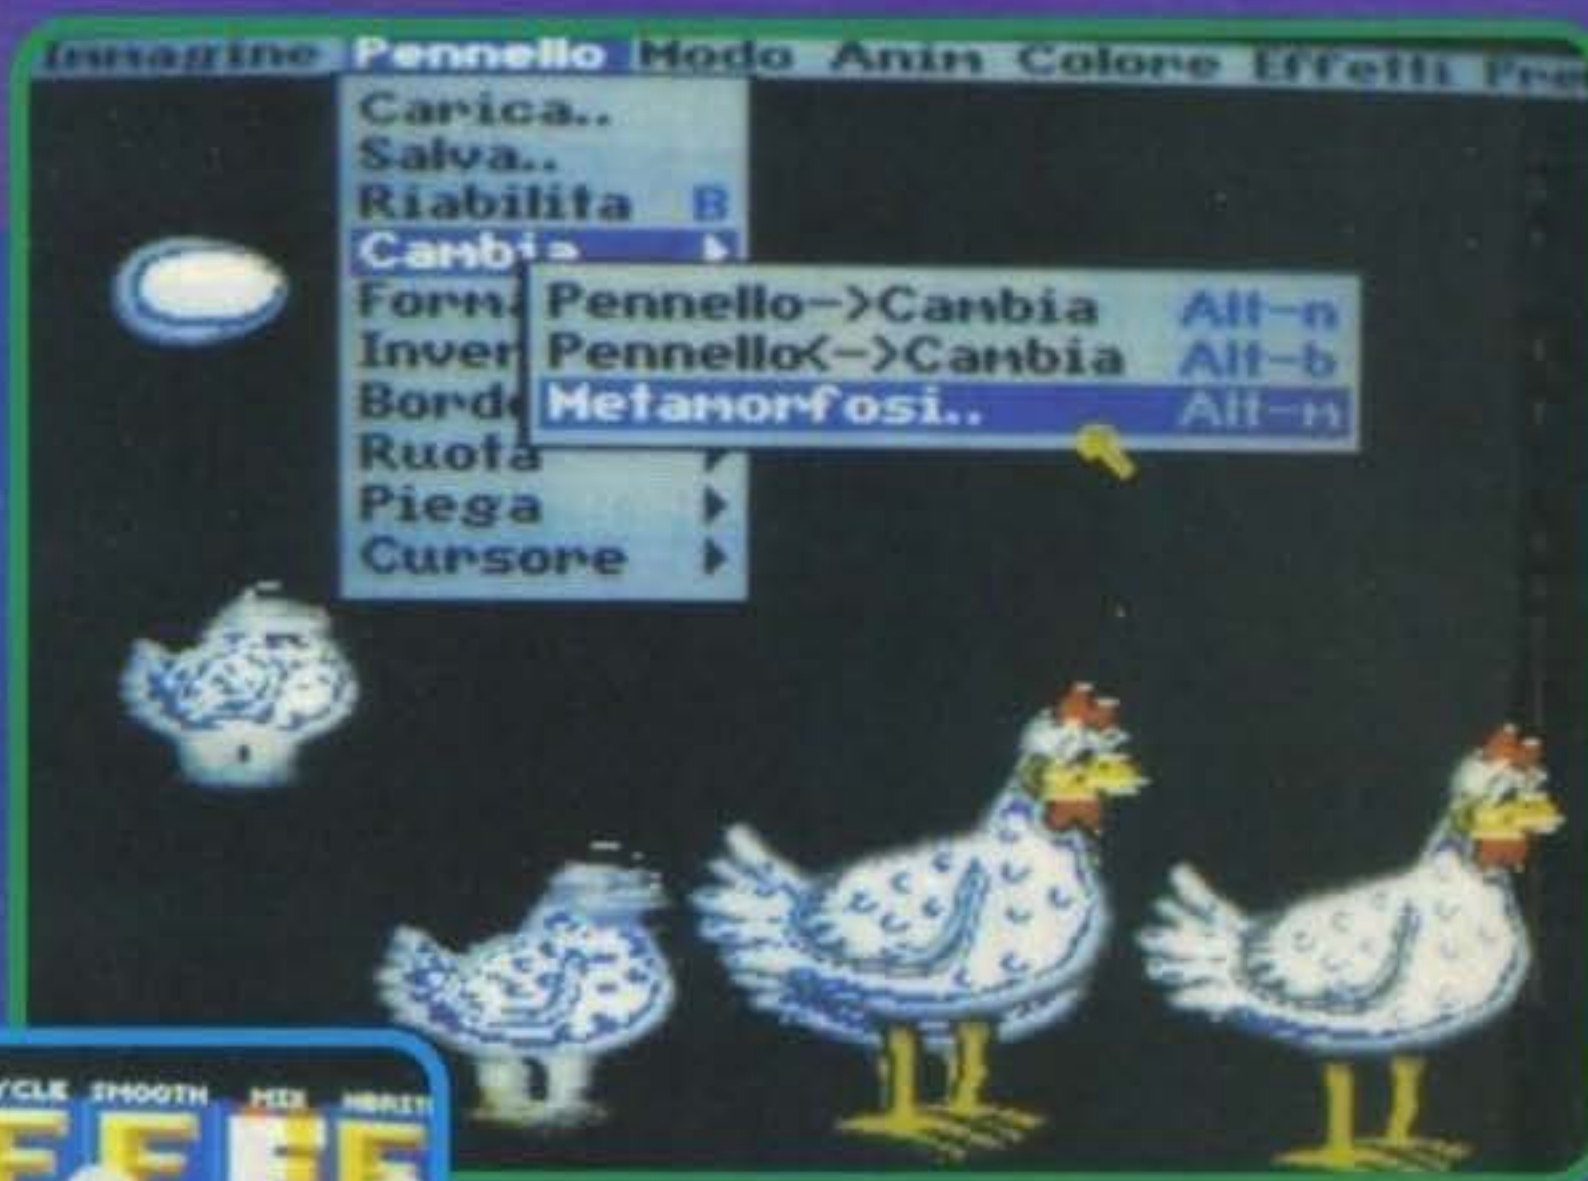 Immagine Pennello Modo Anim Colore Effetti
Carica..
Salva..
Riabilita B
Cambia
Pennello->Cambia Alt-n
Pennello<->Cambia Alt-b
Metamorfosi.. Alt-m
Ruota
Piega
Cursore
SMOOTH MIX